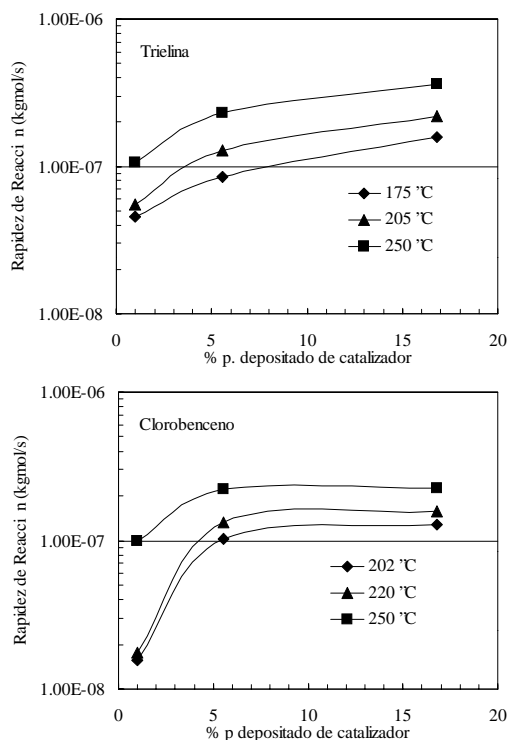 1.00E-06
Trielina
1.00E-07
1.00E-08
Rapidez de Reacci n (kgmol/s)
175 ˝C
205 ˝C
250 ˝C
0 5 10 15 20
% p. depositado de catalizador
1.00E-06
Clorobenceno
1.00E-07
1.00E-08
Rapidez de Reacci n (kgmol/s)
202 ˝C
220 ˝C
250 ˝C
0 5 10 15 20
% p depositado de catalizador